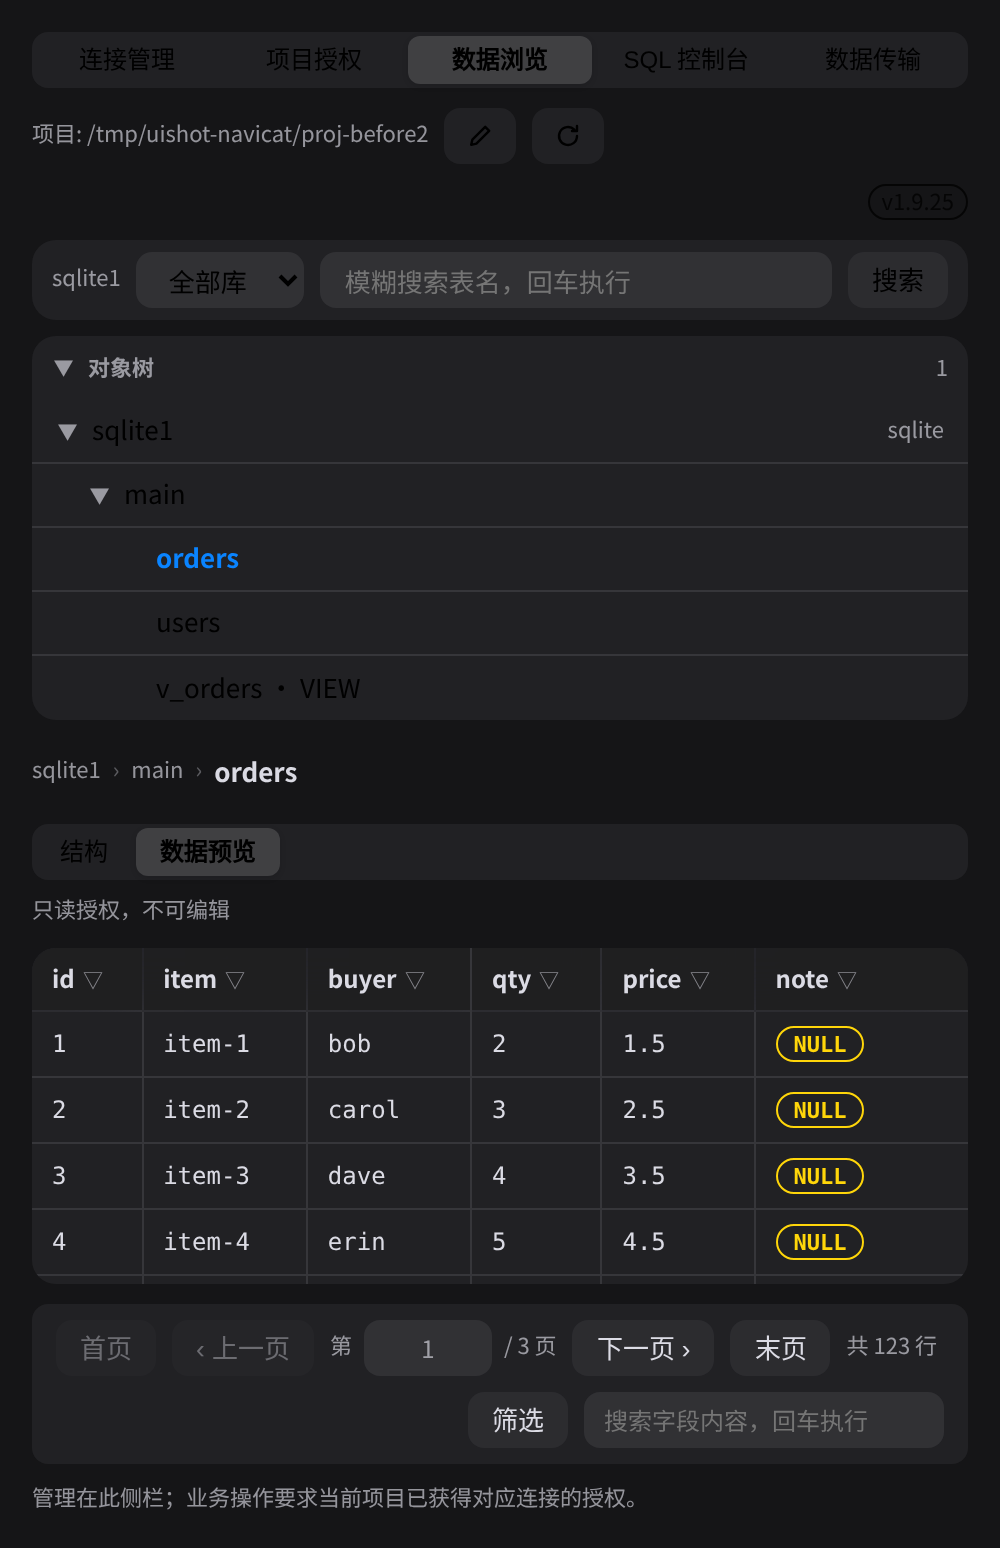 连接管理 项目授权 数据浏览 SQL 控制台 数据传输
项目: /tmp/uishot-navicat/proj-before2
v1.9.25
sqlite1 全部库 模糊搜索表名，回车执行 搜索
▼ 对象树 1
▼ sqlite1 sqlite
▼ main
orders
users
v_orders · VIEW
sqlite1 › main › orders
结构 数据预览
只读授权，不可编辑
id ▽ item ▽ buyer ▽ qty ▽ price ▽ note ▽
1 item-1 bob 2 1.5 NULL
2 item-2 carol 3 2.5 NULL
3 item-3 dave 4 3.5 NULL
4 item-4 erin 5 4.5 NULL
首页 ‹ 上一页 第 1 / 3 页 下一页 › 末页 共 123 行
筛选 搜索字段内容，回车执行
管理在此侧栏；业务操作要求当前项目已获得对应连接的授权。